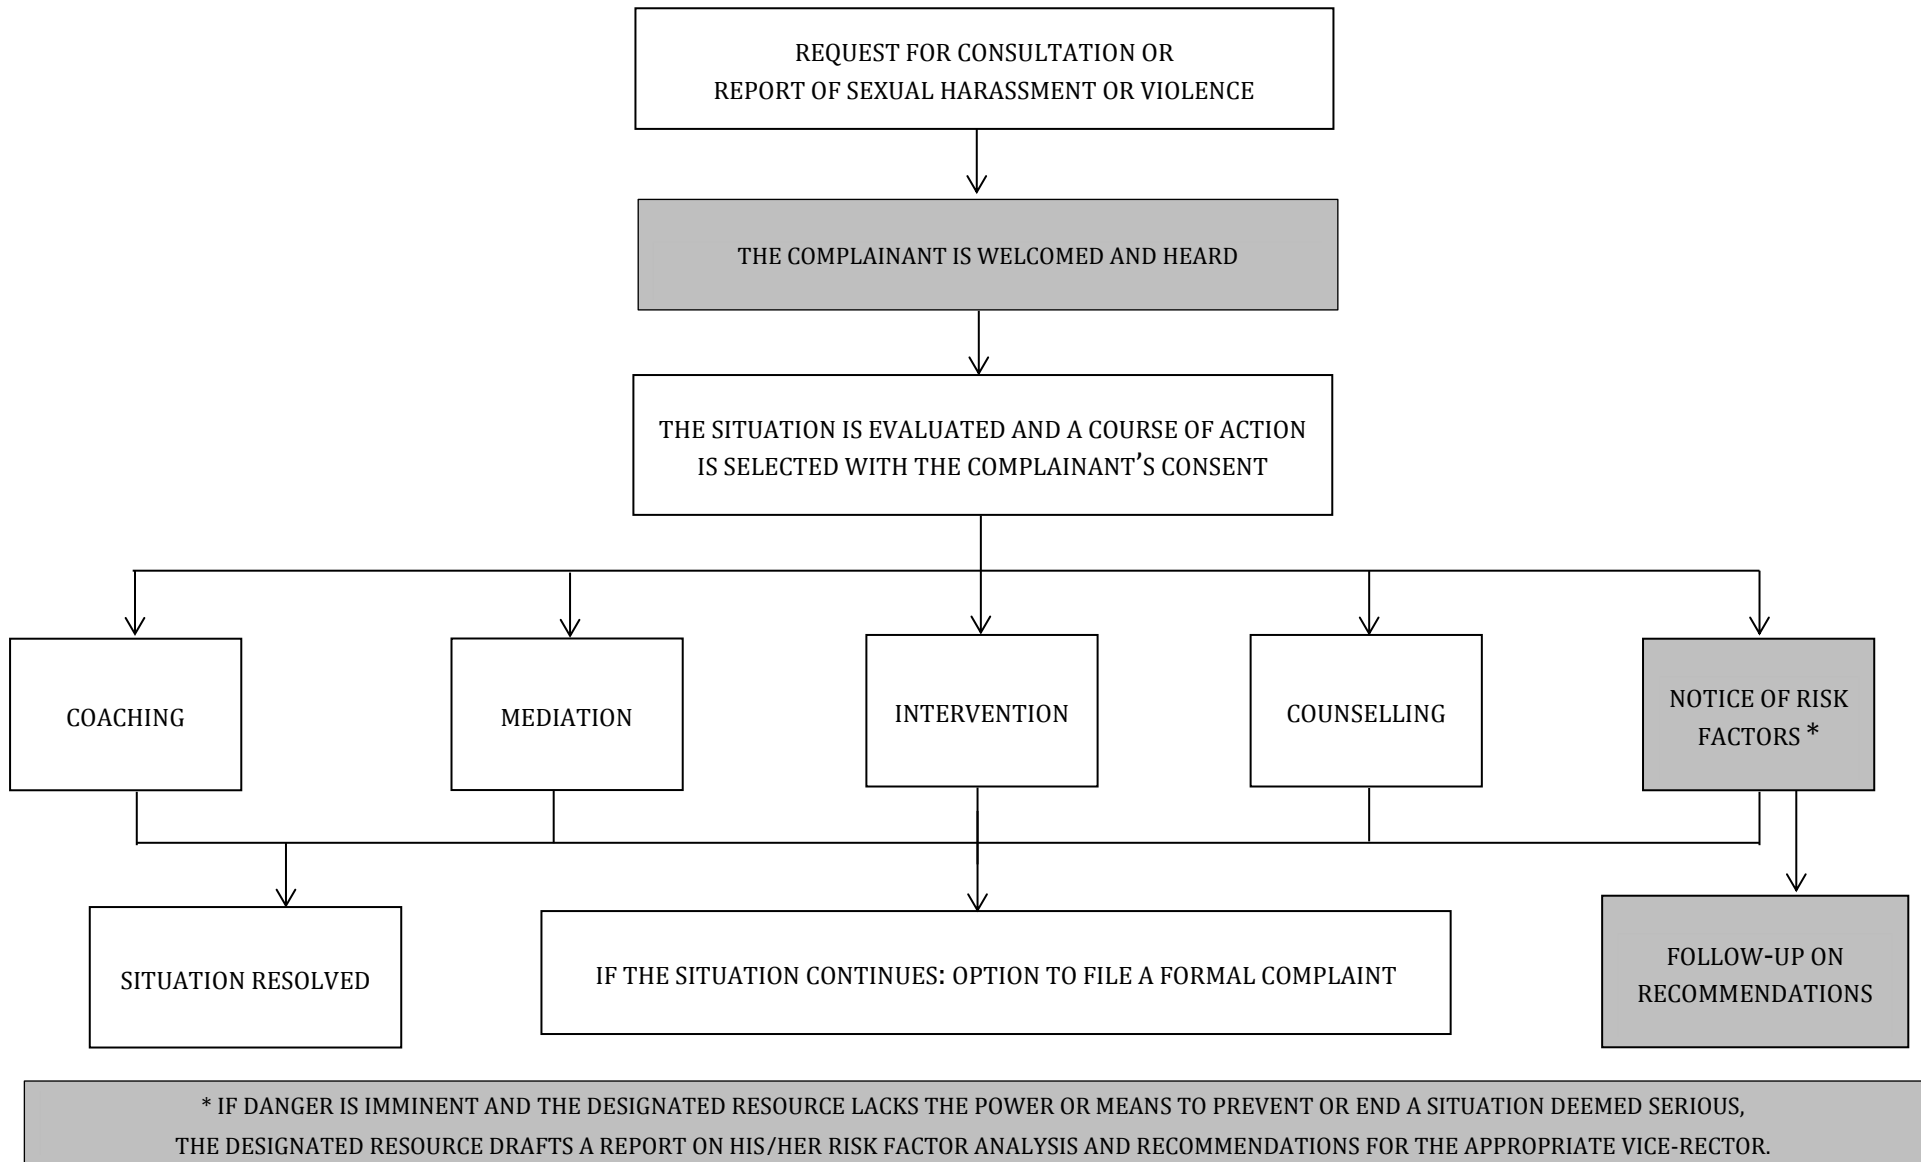 REQUEST FOR CONSULTATION OR
REPORT OF SEXUAL HARASSMENT OR VIOLENCE
THE COMPLAINANT IS WELCOMED AND HEARD
THE SITUATION IS EVALUATED AND A COURSE OF ACTION
IS SELECTED WITH THE COMPLAINANT'S CONSENT
COACHING
MEDIATION
INTERVENTION
COUNSELLING
NOTICE OF RISK
FACTORS *
SITUATION RESOLVED
IF THE SITUATION CONTINUES: OPTION TO FILE A FORMAL COMPLAINT
FOLLOW-UP ON
RECOMMENDATIONS
* IF DANGER IS IMMINENT AND THE DESIGNATED RESOURCE LACKS THE POWER OR MEANS TO PREVENT OR END A SITUATION DEEMED SERIOUS,
THE DESIGNATED RESOURCE DRAFTS A REPORT ON HIS/HER RISK FACTOR ANALYSIS AND RECOMMENDATIONS FOR THE APPROPRIATE VICE-RECTOR.